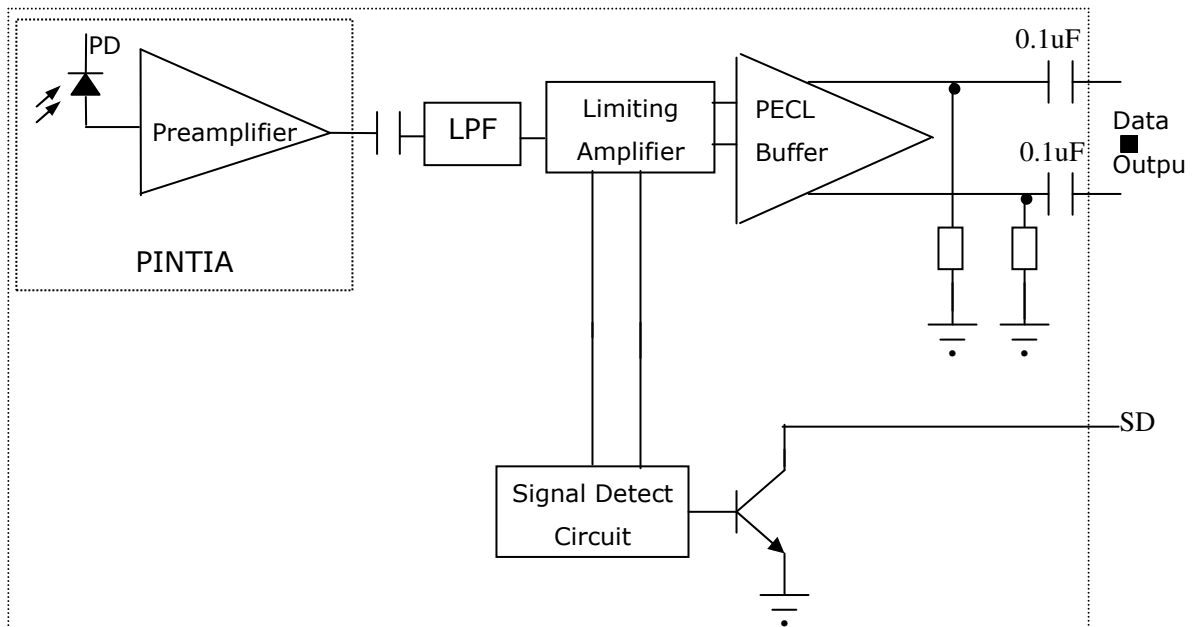 PD
Preamplifier
PINTIA
LPF
Limiting
Amplifier
PECL
Buffer
0.1uF
0.1uF
Data
Outpu
SD
Signal Detect
Circuit